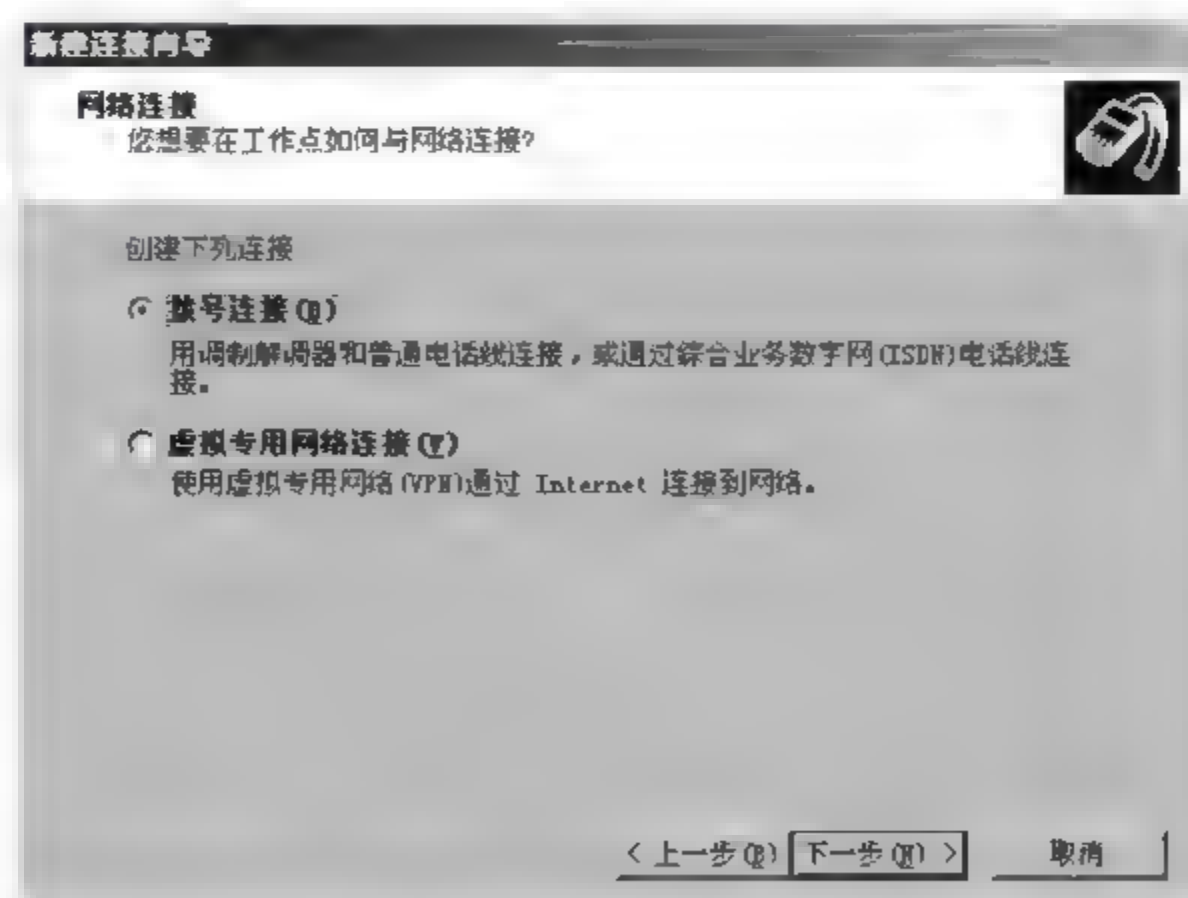 新建连接向导
网络连接
您想要在工作点如何与网络连接?
创建下列连接
拨号连接(D)
用调制解调器和普通电话线连接，或通过综合业务数字网(ISDN)电话线连
接。
虚拟专用网络连接(V)
使用虚拟专用网络(VPN)通过 Internet 连接到网络。
< 上一步(B) 下一步(N) > 取消